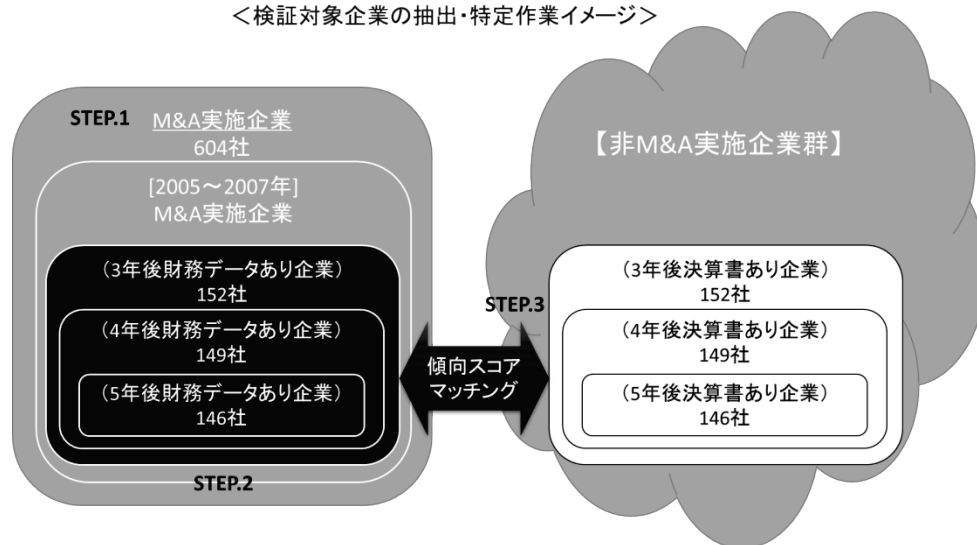 ＜検証対象企業の抽出・特定作業イメージ＞
STEP.1
M&A実施企業
604社
[2005～2007年]
M&A実施企業
（3年後財務データあり企業）
152社
（4年後財務データあり企業）
149社
（5年後財務データあり企業）
146社
STEP.2
STEP.3
傾向スコア
マッチング
【非M&A実施企業群】
（3年後決算書あり企業）
152社
（4年後決算書あり企業）
149社
（5年後決算書あり企業）
146社